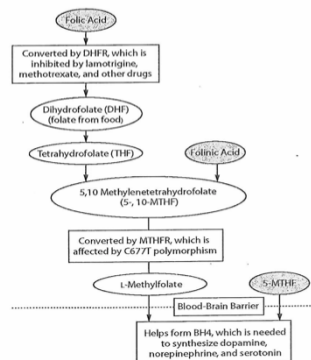 Folic Acid
Converted by DHFR, which is
inhibited by lamotrigine,
methotrexate, and other drugs
Dihydrofolate (DHF)
(folate from food)
Tetrahydrofolate (THF)
Folinic Acid
5,10 Methylenetetrahydrofolate
(5-, 10-MTHF)
Converted by MTHFR, which is
affected by C677T polymorphism
L-Methylfolate
5-MTHF
Blood-Brain Barrier
Helps form BH4, which is needed
to synthesize dopamine,
norepinephrine, and serotonin